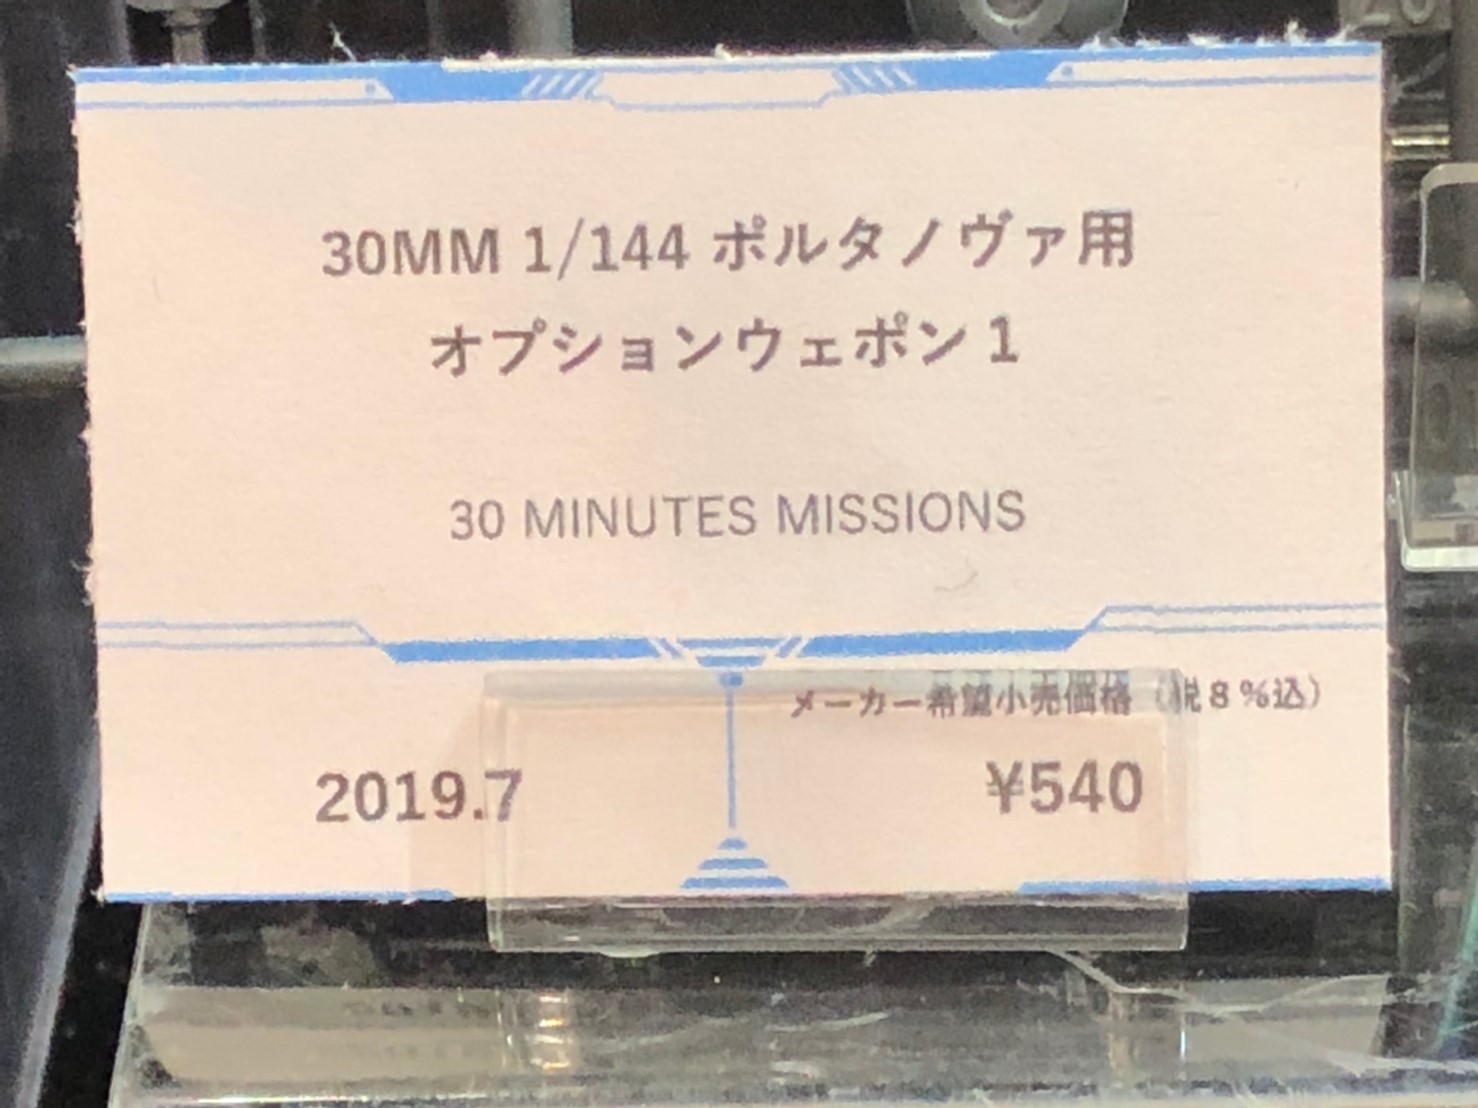 30MM 1/144 ポルタノヴァ用
オプションウェポン 1
30 MINUTES MISSIONS
メーカー希望小売価格（税８％込）
2019.7
¥540